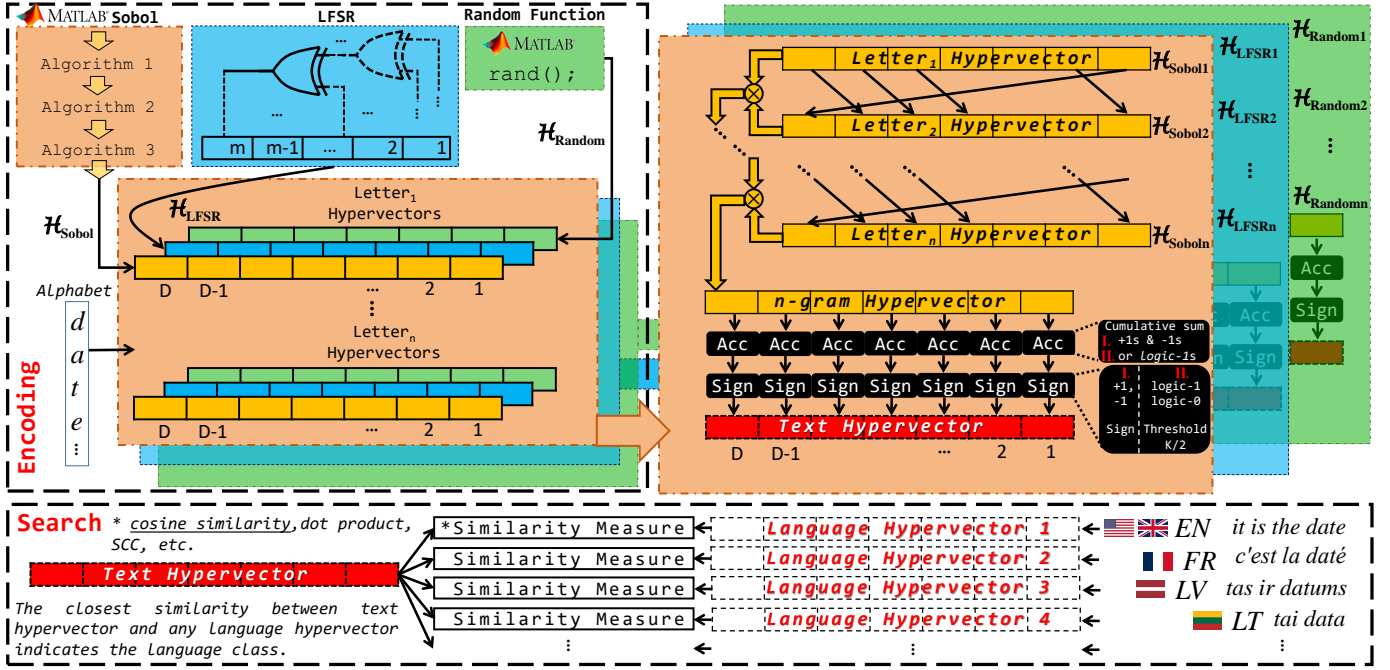 MATLAB® Sobol
Algorithm 1
Algorithm 2
Algorithm 3
LFSR
...
...
...
m m-1 ... 2 1
Random Function
MATLAB®
rand();
ℋSobol
ℋLFSR
ℋRandom
Letter1
Hypervectors
D D-1 ... 2 1
Lettern
Hypervectors
D D-1 ... 2 1
Alphabet
d
a
t
e
Encoding
Letter1 Hypervector
ℋSobol1
Letter2 Hypervector
ℋSobol2
Lettern Hypervector
ℋSoboln
n-gram Hypervector
Acc Acc Acc Acc Acc Acc Acc
Sign Sign Sign Sign Sign Sign Sign
Text Hypervector
D D-1 ... 2 1
Cumulative sum
I. +1s & -1s
II. or logic-1s
I. II.
+1, logic-1
-1 logic-0
Sign Threshold
K/2
ℋLFSR1
ℋLFSR2
...
ℋLFSRn
Acc
Sign
ℋRandom1
ℋRandom2
...
ℋRandomn
Acc
Sign
Search
* cosine similarity,dot product,
SCC, etc.
Text Hypervector
The closest similarity between text
hypervector and any language hypervector
indicates the language class.
*Similarity Measure Language Hypervector 1 EN it is the date
Similarity Measure Language Hypervector 2 FR c'est la daté
Similarity Measure Language Hypervector 3 LV tas ir datums
Similarity Measure Language Hypervector 4 LT tai data